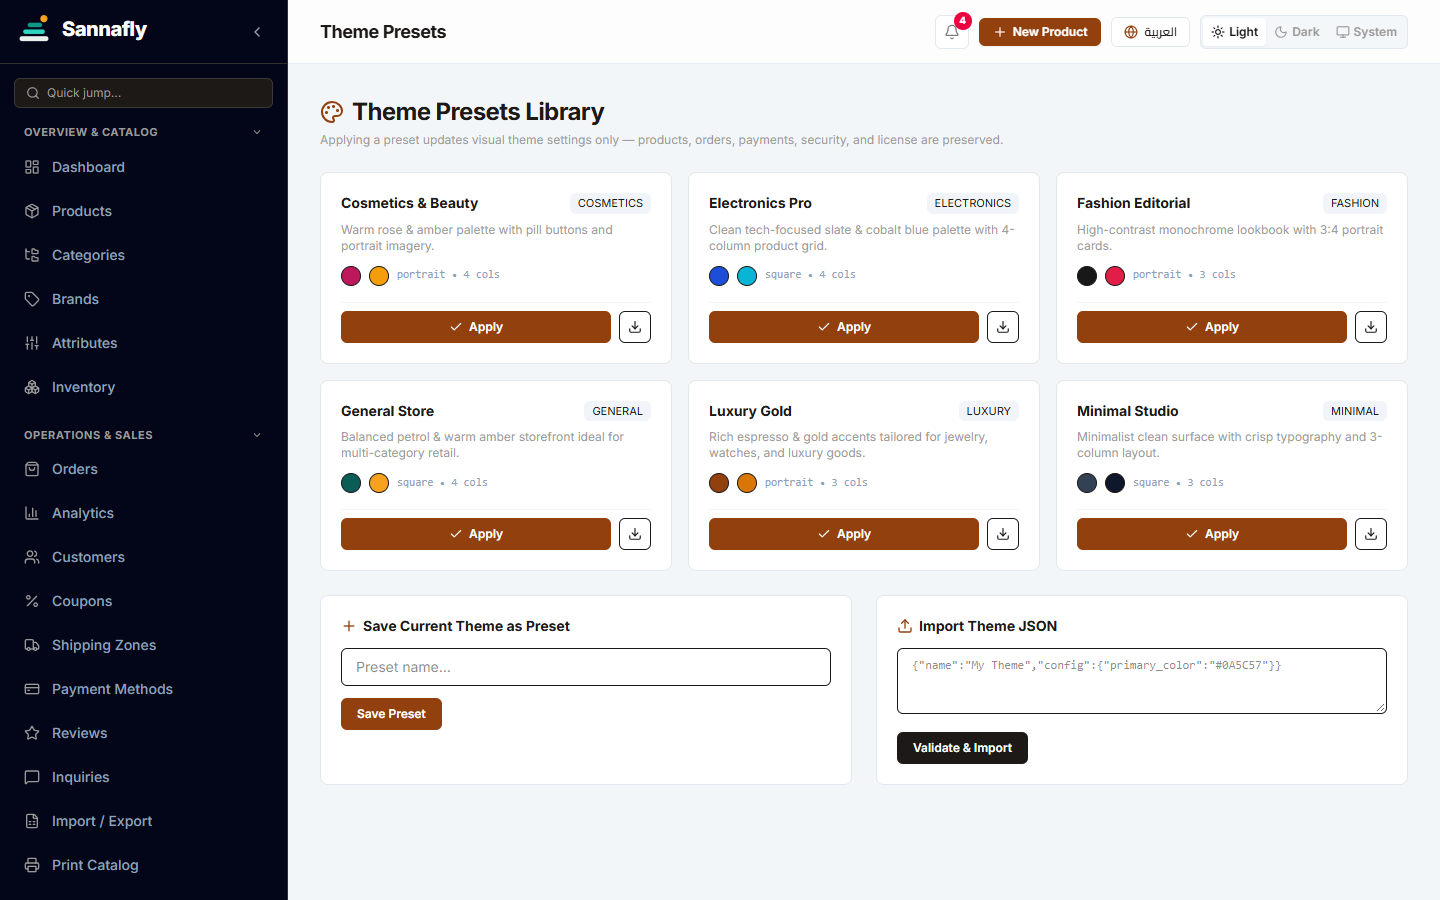 Sannafly
Quick jump...
OVERVIEW & CATALOG
Dashboard
Products
Categories
Brands
Attributes
Inventory
OPERATIONS & SALES
Orders
Analytics
Customers
Coupons
Shipping Zones
Payment Methods
Reviews
Inquiries
Import / Export
Print Catalog
Theme Presets
4
New Product
العربية
Light
Dark
System
Theme Presets Library
Applying a preset updates visual theme settings only — products, orders, payments, security, and license are preserved.
Cosmetics & Beauty
COSMETICS
Warm rose & amber palette with pill buttons and
portrait imagery.
portrait • 4 cols
Apply
Electronics Pro
ELECTRONICS
Clean tech-focused slate & cobalt blue palette with 4-
column product grid.
square • 4 cols
Apply
Fashion Editorial
FASHION
High-contrast monochrome lookbook with 3:4 portrait
cards.
portrait • 3 cols
Apply
General Store
GENERAL
Balanced petrol & warm amber storefront ideal for
multi-category retail.
square • 4 cols
Apply
Luxury Gold
LUXURY
Rich espresso & gold accents tailored for jewelry,
watches, and luxury goods.
portrait • 3 cols
Apply
Minimal Studio
MINIMAL
Minimalist clean surface with crisp typography and 3-
column layout.
square • 3 cols
Apply
Save Current Theme as Preset
Preset name...
Save Preset
Import Theme JSON
{"name":"My Theme","config":{"primary_color":"#0A5C57"}}
Validate & Import